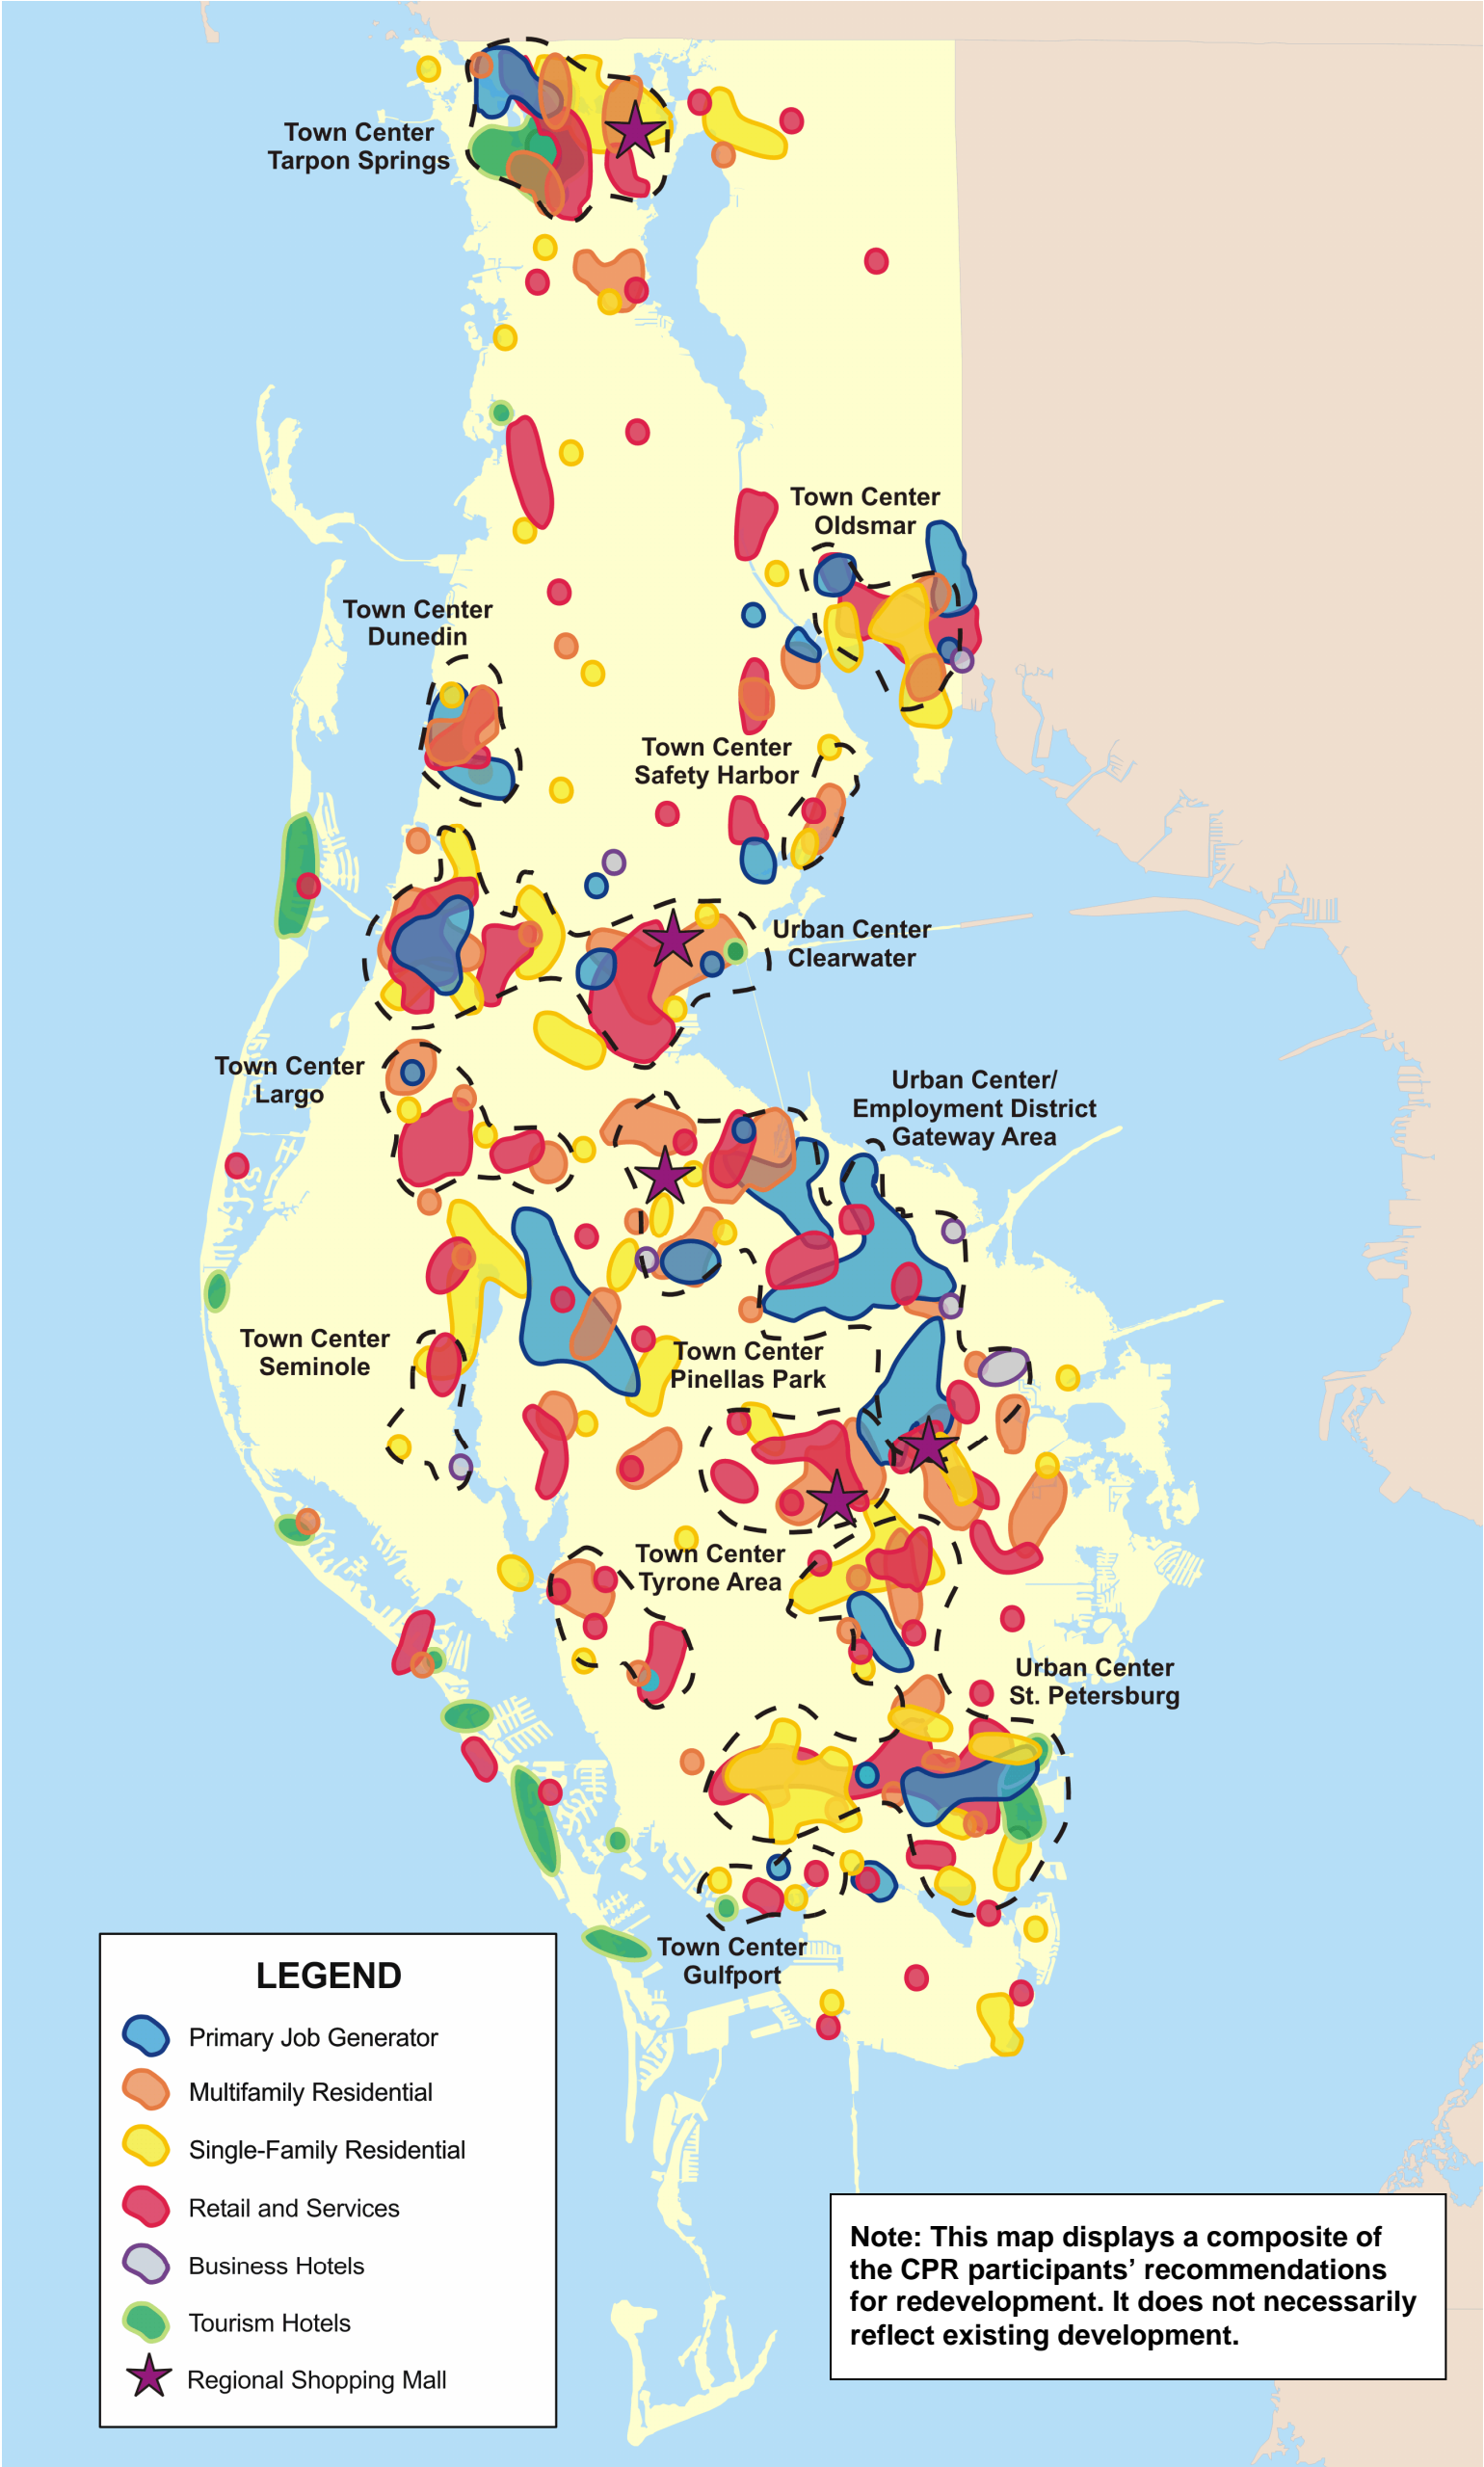 Town Center
Tarpon Springs
Town Center
Oldsmar
Town Center
Dunedin
Town Center
Safety Harbor
Urban Center
Clearwater
Town Center
Largo
Urban Center/
Employment District
Gateway Area
Town Center
Seminole
Town Center
Pinellas Park
Town Center
Tyrone Area
Urban Center
St. Petersburg
Town Center
Gulfport
LEGEND
Primary Job Generator
Multifamily Residential
Single-Family Residential
Retail and Services
Business Hotels
Tourism Hotels
Regional Shopping Mall
Note: This map displays a composite of
the CPR participants’ recommendations
for redevelopment. It does not necessarily
reflect existing development.